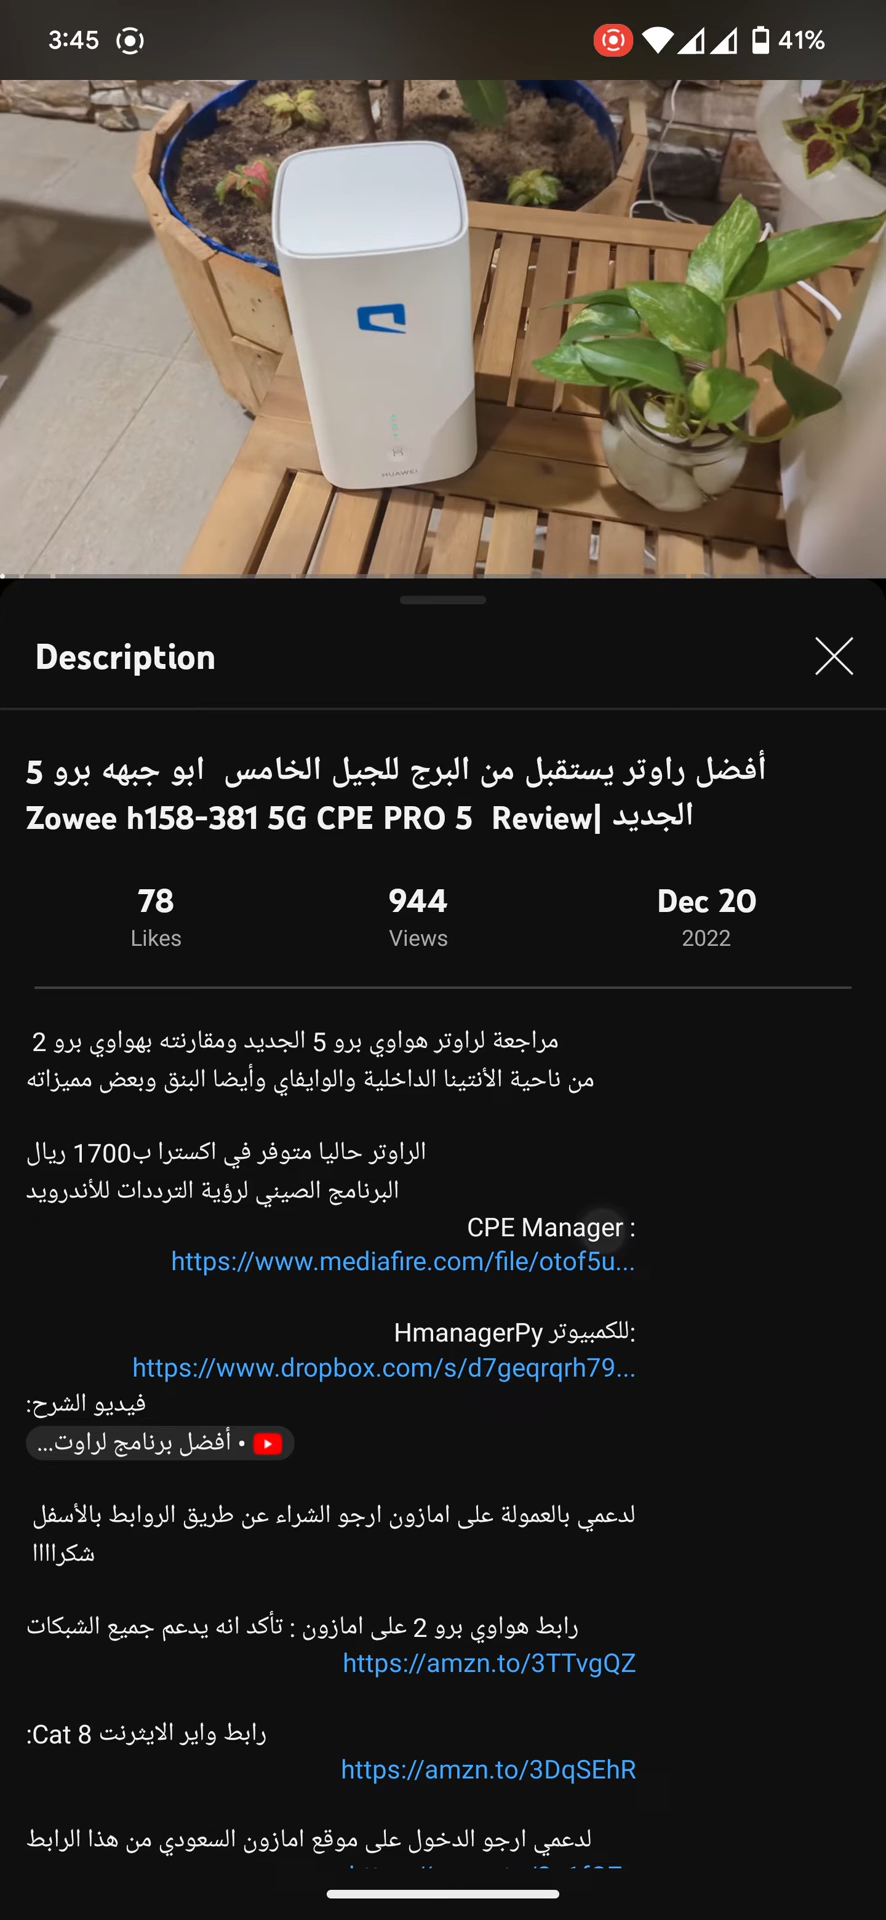 3:45
41%
HUAWEI
Description
أفضل راوتر يستقبل من البرج للجيل الخامس ابو جبهه برو 5
الجديد |Zowee h158-381 5G CPE PRO 5 Review
78
Likes
944
Views
Dec 20
2022
مراجعة لراوتر هواوي برو 5 الجديد ومقارنته بهواوي برو 2
من ناحية الأنتينا الداخلية والوايفاي وأيضا البنق وبعض مميزاته
الراوتر حاليا متوفر في اكسترا ب1700 ريال
البرنامج الصيني لرؤية الترددات للأندرويد
CPE Manager :
https://www.mediafire.com/file/otof5u...
HmanagerPy للكمبيوتر:
https://www.dropbox.com/s/d7geqrqrh79...
فيديو الشرح:
• أفضل برنامج لراوت...
لدعمي بالعمولة على امازون ارجو الشراء عن طريق الروابط بالأسفل
شكراااا
رابط هواوي برو 2 على امازون : تأكد انه يدعم جميع الشبكات
https://amzn.to/3TTvgQZ
رابط واير الايثرنت Cat 8:
https://amzn.to/3DqSEhR
لدعمي ارجو الدخول على موقع امازون السعودي من هذا الرابط